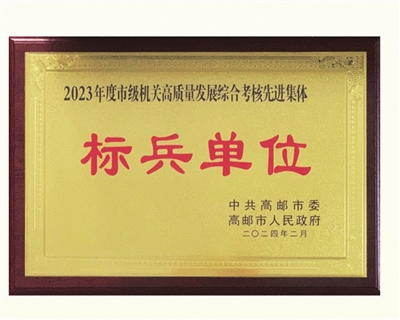 2023年度市级机关高质量发展综合考核先进集体
标兵单位
中共高邮市委
高邮市人民政府
二〇二四年二月